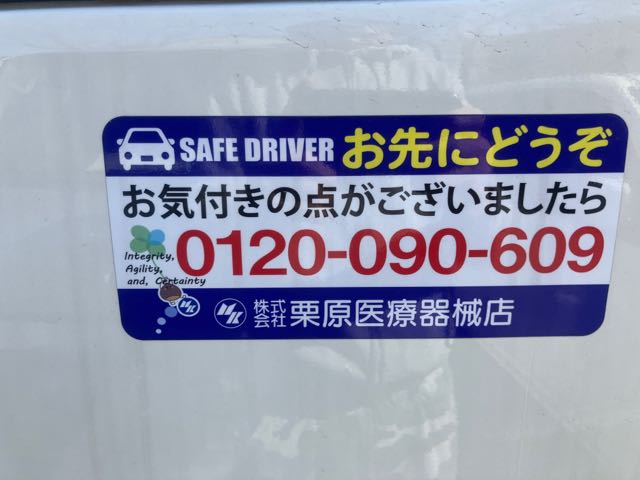 SAFE DRIVER お先にどうぞ
お気付きの点がございましたら
0120-090-609
Integrity,
Agility,
and, Certainty
HK
HK 株式会社 栗原医療器械店